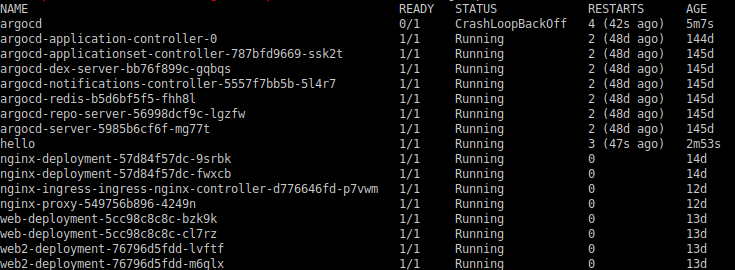 NAME READY STATUS RESTARTS AGE
argocd 0/1 CrashLoopBackOff 4 (42s ago) 5m7s
argocd-application-controller-0 1/1 Running 2 (48d ago) 144d
argocd-applicationset-controller-787bfd9669-ssk2t 1/1 Running 2 (48d ago) 145d
argocd-dex-server-bb76f899c-gqbqs 1/1 Running 2 (48d ago) 145d
argocd-notifications-controller-5557f7bb5b-5l4r7 1/1 Running 2 (48d ago) 145d
argocd-redis-b5d6bf5f5-fhh8l 1/1 Running 2 (48d ago) 145d
argocd-repo-server-56998dcf9c-lgzfw 1/1 Running 2 (48d ago) 145d
argocd-server-5985b6cf6f-mg77t 1/1 Running 2 (48d ago) 145d
hello 1/1 Running 3 (47s ago) 2m53s
nginx-deployment-57d84f57dc-9srbk 1/1 Running 0 14d
nginx-deployment-57d84f57dc-fwxcb 1/1 Running 0 14d
nginx-ingress-ingress-nginx-controller-d776646fd-p7vwm 1/1 Running 0 12d
nginx-proxy-549756b896-4249n 1/1 Running 0 12d
web-deployment-5cc98c8c8c-bzk9k 1/1 Running 0 13d
web-deployment-5cc98c8c8c-cl7rz 1/1 Running 0 13d
web2-deployment-76796d5fdd-lvftf 1/1 Running 0 13d
web2-deployment-76796d5fdd-m6glx 1/1 Running 0 13d